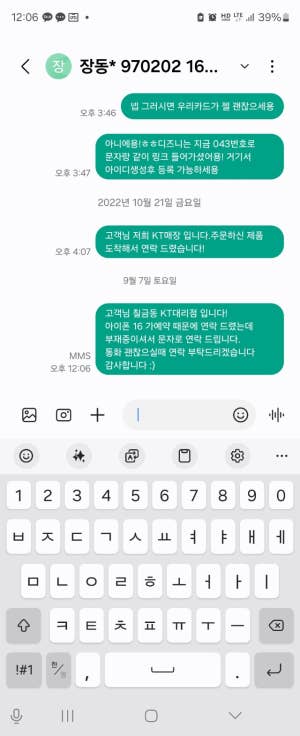 12:06
39%
장
장동* 970202 16...
넵 그러시면 우리카드가 젤 괜찮으세용
오후 3:46
아니에용!ㅎㅎ디즈니는 지금 043번호로
문자랑 같이 링크 들어가셨어용! 거기서
아이디생성후 등록 가능하세용
오후 3:47
2022년 10월 21일 금요일
고객님 저희 KT매장 입니다.주문하신 제품
도착해서 연락 드렸습니다!
오후 4:07
9월 7일 토요일
고객님 칠금동 KT대리점 입니다!
아이폰 16 가예약 때문에 연락 드렸는데
부재중이셔서 문자로 연락 드립니다.
통화 괜찮으실때 연락 부탁드리겠습니다
감사합니다 :)
MMS
오후 12:06
1 2 3 4 5 6 7 8 9 0
ㅂ ㅈ ㄷ ㄱ ㅅ ㅛ ㅕ ㅑ ㅐ ㅔ
ㅁ ㄴ ㅇ ㄹ ㅎ ㅗ ㅓ ㅏ ㅣ
ㅋ ㅌ ㅊ ㅍ ㅠ ㅜ ㅡ
!#1 한/영 , .